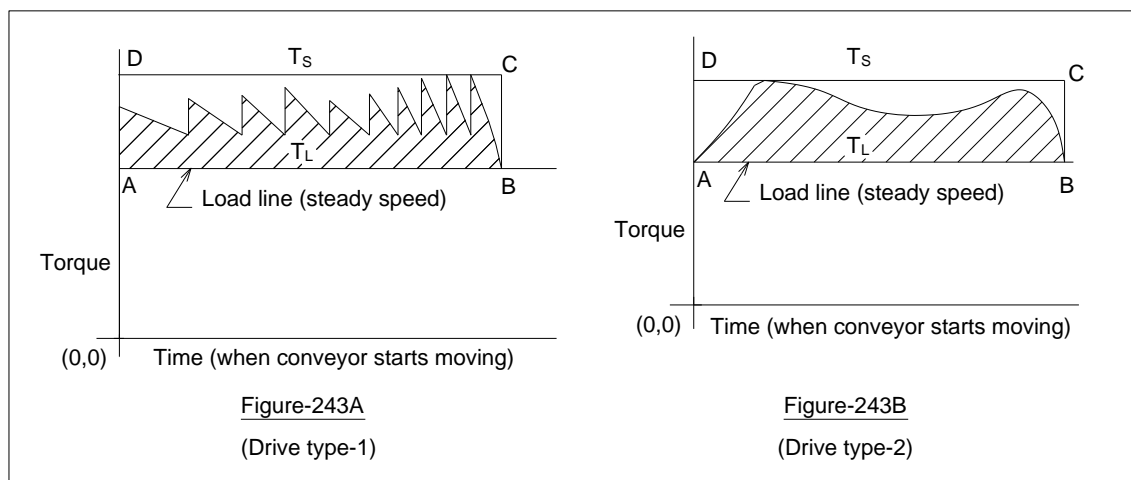 D
T_S
C
T_L
A
B
Load line (steady speed)
Torque
(0,0)
Time (when conveyor starts moving)
Figure-243A
(Drive type-1)
D
T_S
C
T_L
A
B
Load line (steady speed)
Torque
(0,0)
Time (when conveyor starts moving)
Figure-243B
(Drive type-2)